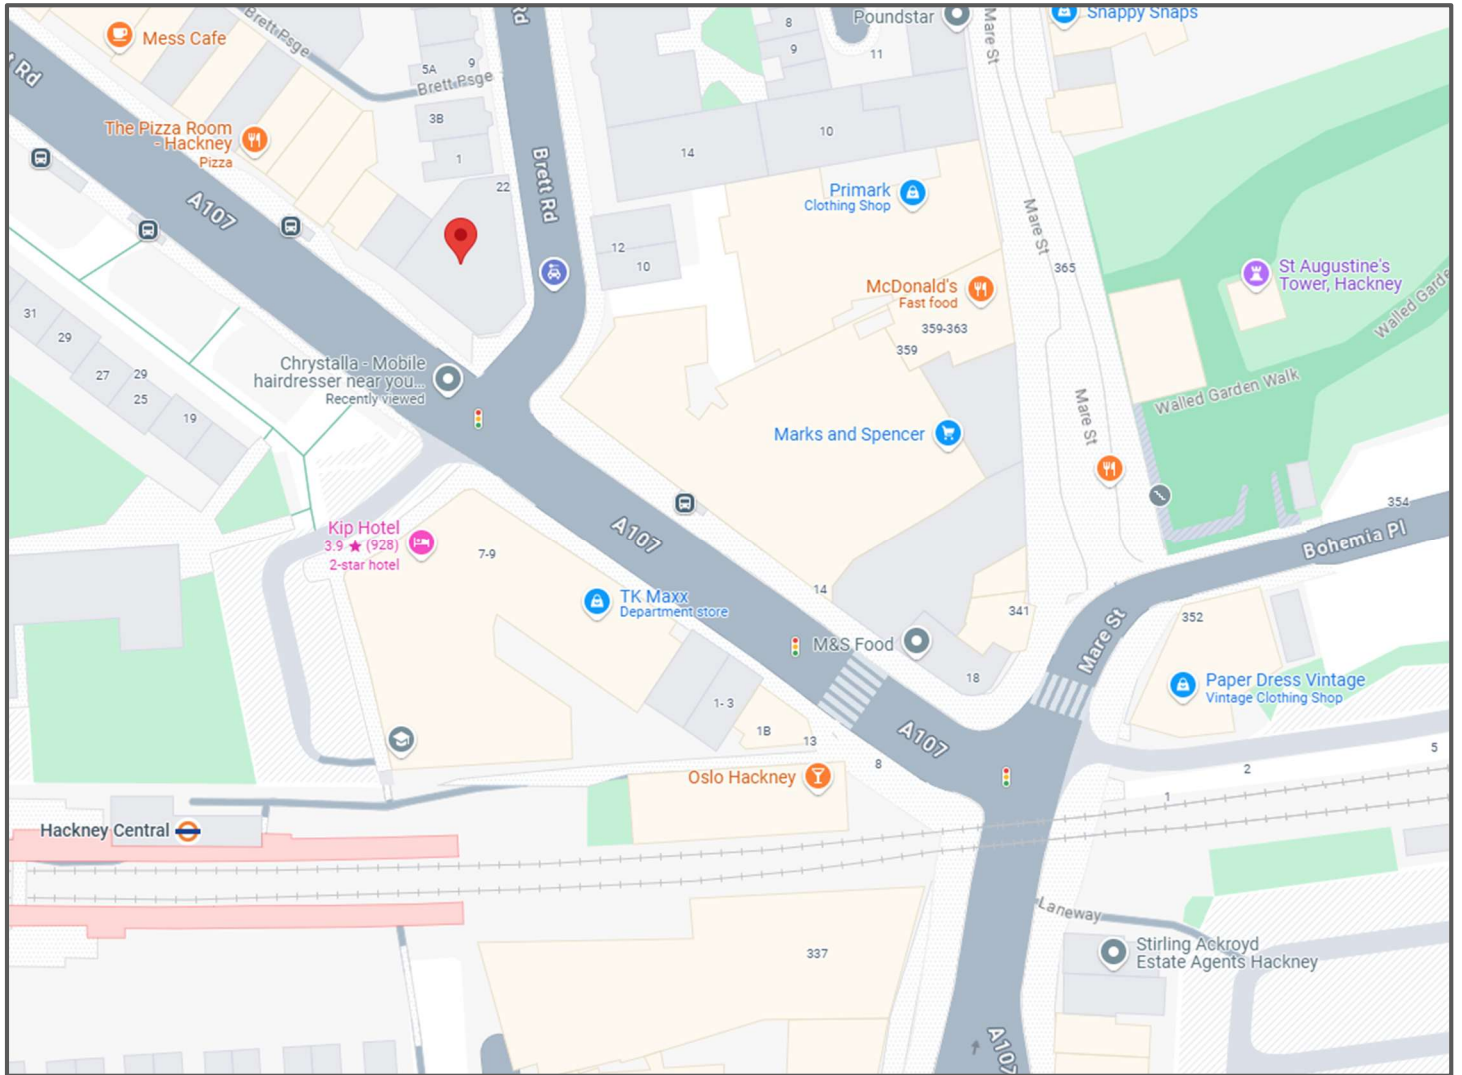 Mess Cafe
Brett Psge
Rd
8
Poundstar
Mare St
Snappy Snaps
9
11
t Rd
5A
9
Brett Psge
3B
The Pizza Room
- Hackney
Pizza
1
14
10
22
Brett Rd
A107
Primark
Clothing Shop
Mare St
12
10
365
St Augustine's
Tower, Hackney
McDonald's
Fast food
359-363
359
Walled Garde
31
29
27
29
25
19
Chrystalla - Mobile
hairdresser near you...
Recently viewed
Walled Garden Walk
Mare St
Marks and Spencer
354
Bohemia Pl
Kip Hotel
3.9 ★ (928)
2-star hotel
7-9
A107
TK Maxx
Department store
14
341
352
M&S Food
Mare St
18
Paper Dress Vintage
Vintage Clothing Shop
1- 3
1B
13
A107
8
5
2
1
Oslo Hackney
Hackney Central
Laneway
337
Stirling Ackroyd
Estate Agents Hackney
A107